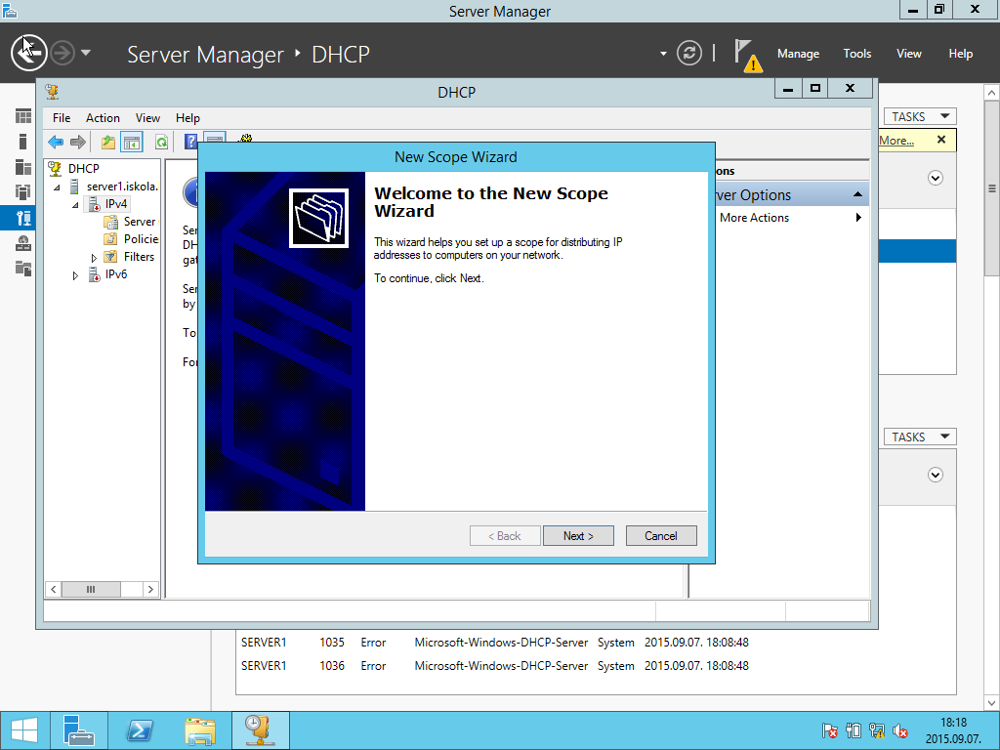 Server Manager
Server Manager • DHCP
Manage Tools View Help
DHCP
File Action View Help
TASKS
More...
New Scope Wizard
DHCP
server1.iskola.
IPv4
Server
Policie
Filters
IPv6
Ser
DH
gat
Ser
by
To
For
Welcome to the New Scope
Wizard
This wizard helps you set up a scope for distributing IP
addresses to computers on your network.
To continue, click Next.
< Back Next > Cancel
ons
ver Options
More Actions
TASKS
SERVER1 1035 Error Microsoft-Windows-DHCP-Server System 2015.09.07. 18:08:48
SERVER1 1036 Error Microsoft-Windows-DHCP-Server System 2015.09.07. 18:08:48
18:18
2015.09.07.